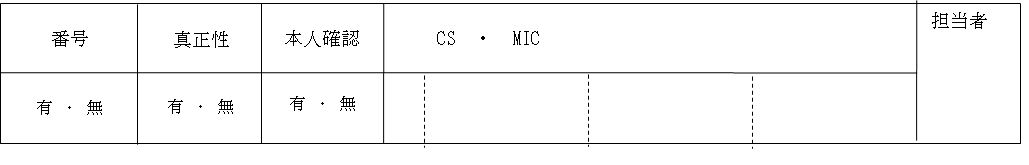 番号 真正性 本人確認 CS ・ MIC 担当者
有 ・ 無 有 ・ 無 有 ・ 無